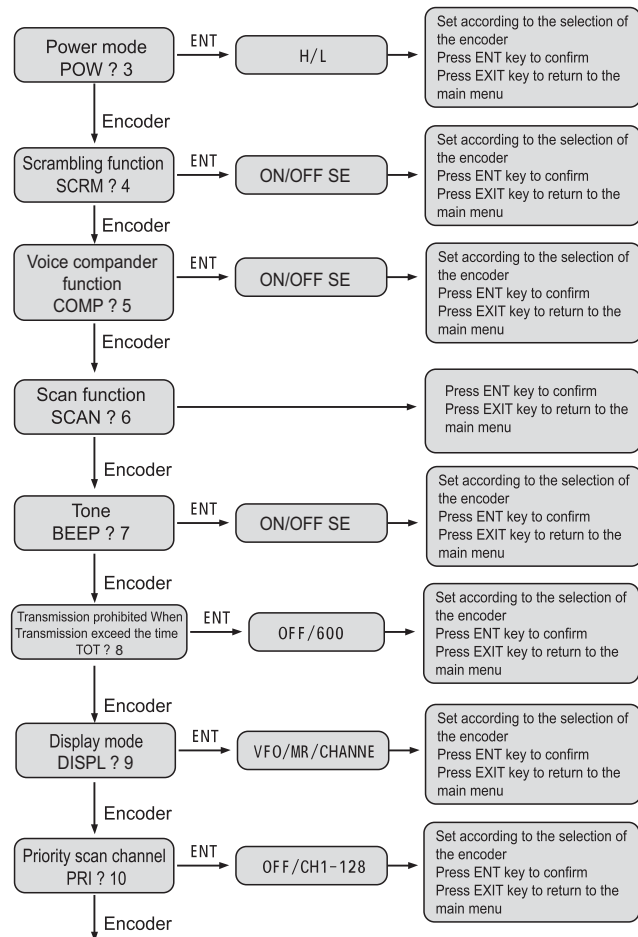 Power mode
POW ? 3
ENT
H/L
Set according to the selection of
the encoder
Press ENT key to confirm
Press EXIT key to return to the
main menu
Encoder
Scrambling function
SCRM ? 4
ENT
ON/OFF SE
Set according to the selection of
the encoder
Press ENT key to confirm
Press EXIT key to return to the
main menu
Encoder
Voice compander
function
COMP ? 5
ENT
ON/OFF SE
Set according to the selection of
the encoder
Press ENT key to confirm
Press EXIT key to return to the
main menu
Encoder
Scan function
SCAN ? 6
Press ENT key to confirm
Press EXIT key to return to the
main menu
Encoder
Tone
BEEP ? 7
ENT
ON/OFF SE
Set according to the selection of
the encoder
Press ENT key to confirm
Press EXIT key to return to the
main menu
Encoder
Transmission prohibited When
Transmission exceed the time
TOT ? 8
ENT
OFF/600
Set according to the selection of
the encoder
Press ENT key to confirm
Press EXIT key to return to the
main menu
Encoder
Display mode
DISPL ? 9
ENT
VFO/MR/CHANNE
Set according to the selection of
the encoder
Press ENT key to confirm
Press EXIT key to return to the
main menu
Encoder
Priority scan channel
PRI ? 10
ENT
OFF/CH1-128
Set according to the selection of
the encoder
Press ENT key to confirm
Press EXIT key to return to the
main menu
Encoder